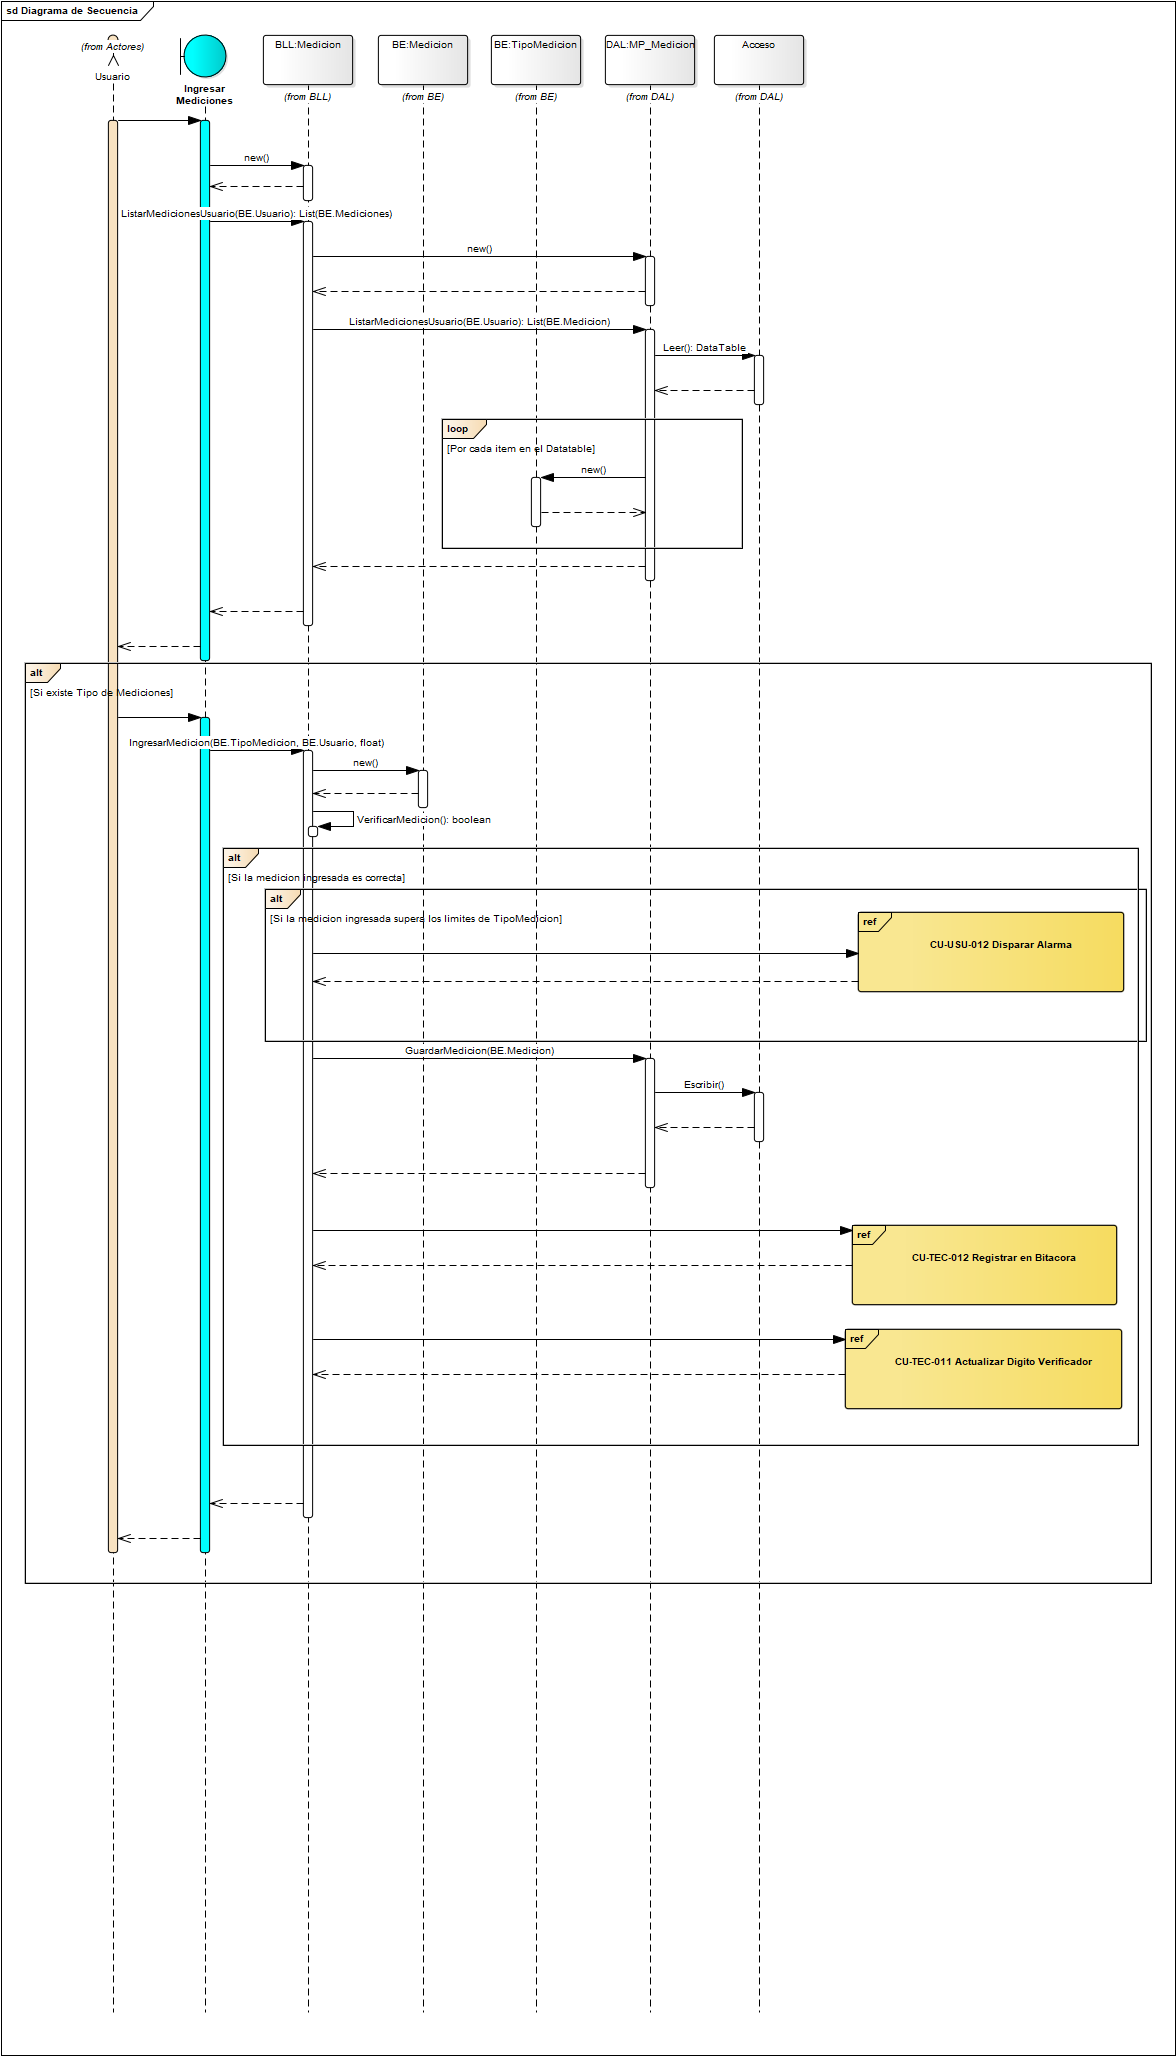 sd Diagrama de Secuencia
(from Actores)
Usuario
Ingresar
Mediciones
BLL:Medicion
(from BLL)
BE:Medicion
(from BE)
BE:TipoMedicion
(from BE)
DAL:MP_Medicion
(from DAL)
Acceso
(from DAL)
new()
ListarMedicionesUsuario(BE.Usuario): List(BE.Mediciones)
new()
ListarMedicionesUsuario(BE.Usuario): List(BE.Medicion)
Leer(): DataTable
loop
[Por cada item en el Datatable]
new()
alt
[Si existe Tipo de Mediciones]
IngresarMedicion(BE.TipoMedicion, BE.Usuario, float)
new()
VerificarMedicion(): boolean
alt
[Si la medicion ingresada es correcta]
alt
[Si la medicion ingresada supera los limites de TipoMedicion]
ref
CU-USU-012 Disparar Alarma
GuardarMedicion(BE.Medicion)
Escribir()
ref
CU-TEC-012 Registrar en Bitacora
ref
CU-TEC-011 Actualizar Digito Verificador